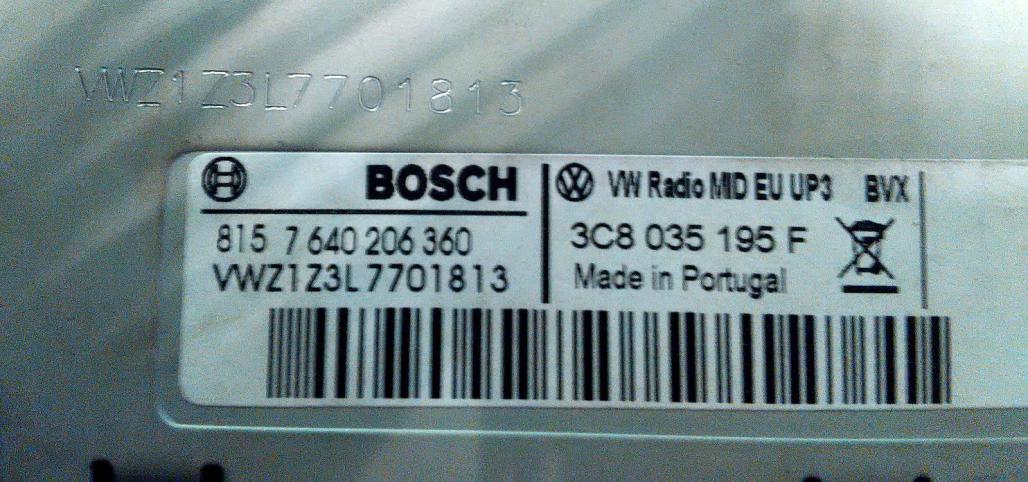 VWZ1Z3L7701813
BOSCH
815 7 640 206 360
VWZ1Z3L7701813
VW Radio MID EU UP3 BVX
3C8 035 195 F
Made in Portugal